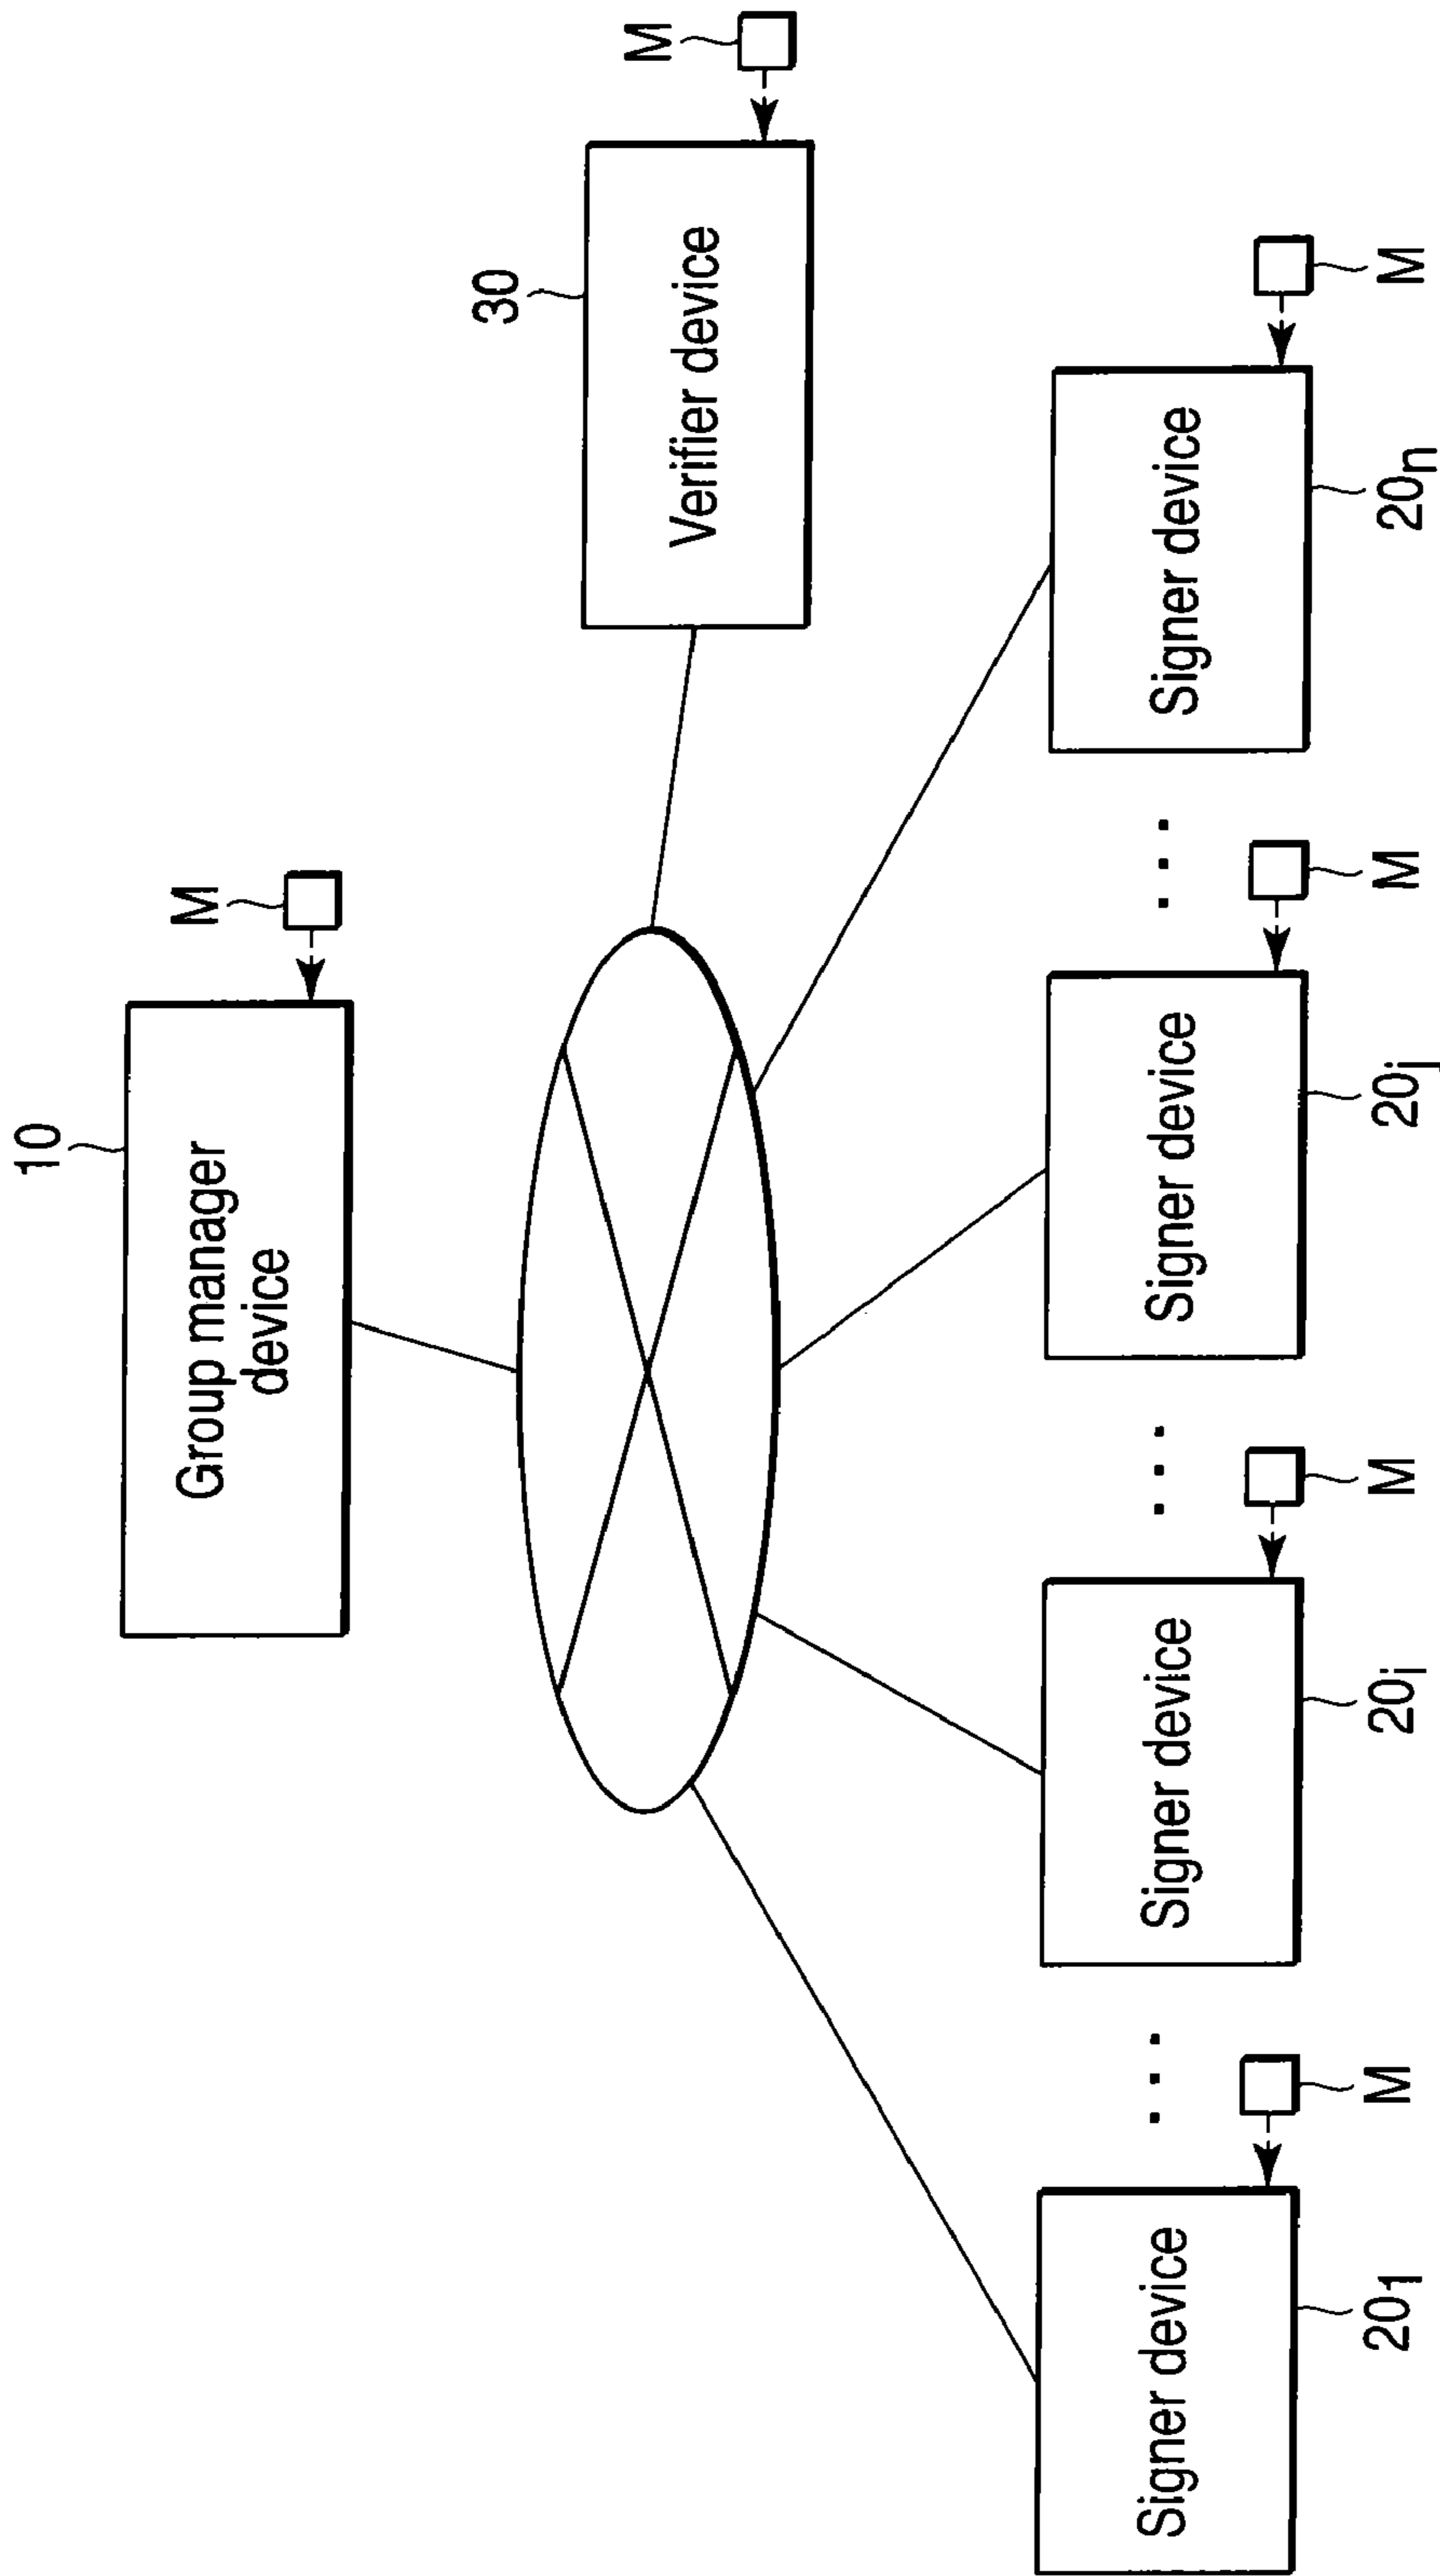 10
Group manager
device
M
30
Verifier device
M
Signer device
...
Signer device
...
Signer device
...
Signer device
20₁
M
20ᵢ
M
20ⱼ
M
20ₙ
M